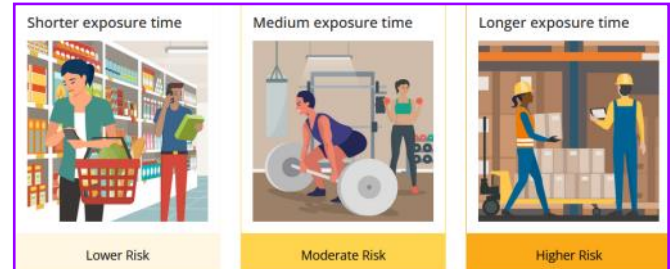 Shorter exposure time
Medium exposure time
Longer exposure time
Lower Risk
Moderate Risk
Higher Risk